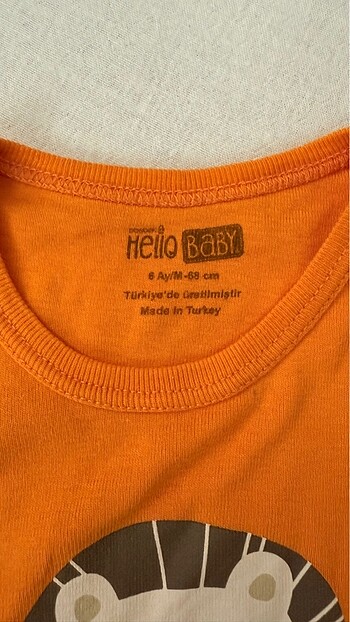 Hello BABY
6 Ay/M-68 cm
Türkiye'de üretilmiştir
Made In Turkey